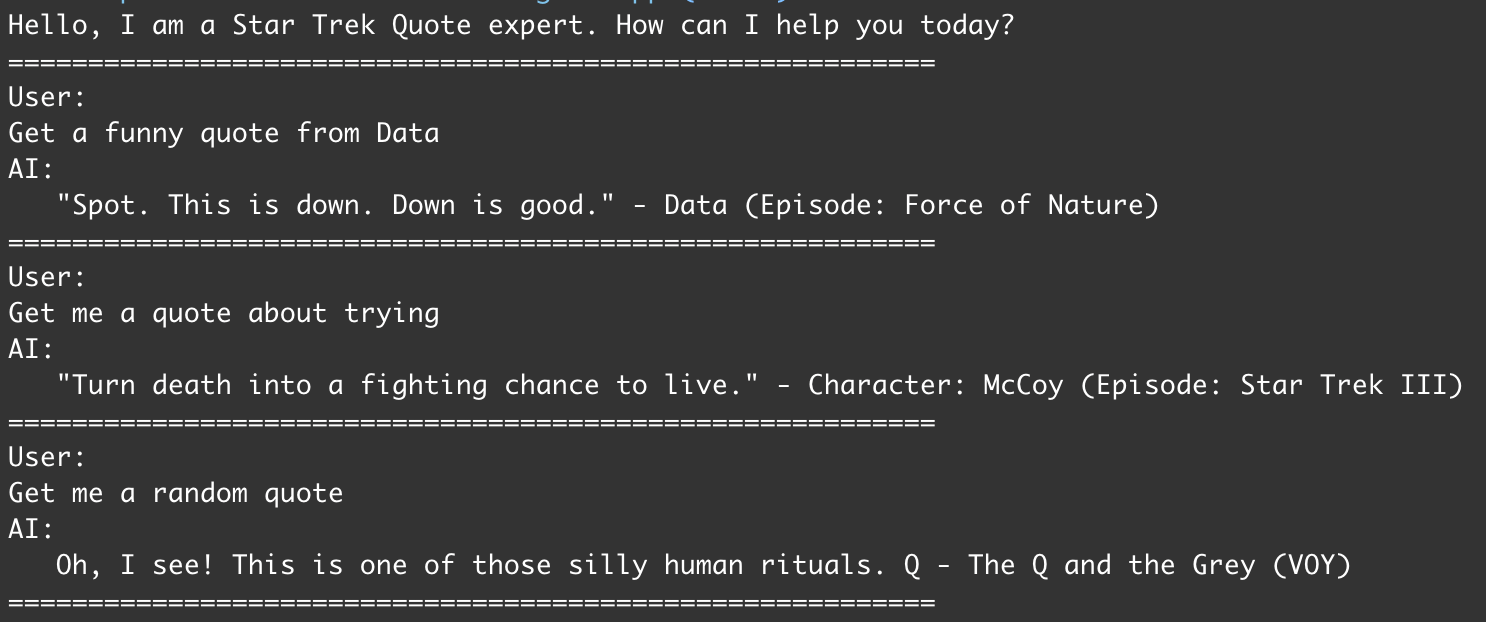 Hello, I am a Star Trek Quote expert. How can I help you today?
==========================================================
User:
Get a funny quote from Data
AI:
   "Spot. This is down. Down is good." - Data (Episode: Force of Nature)
==========================================================
User:
Get me a quote about trying
AI:
   "Turn death into a fighting chance to live." - Character: McCoy (Episode: Star Trek III)
==========================================================
User:
Get me a random quote
AI:
   Oh, I see! This is one of those silly human rituals. Q - The Q and the Grey (VOY)
==========================================================